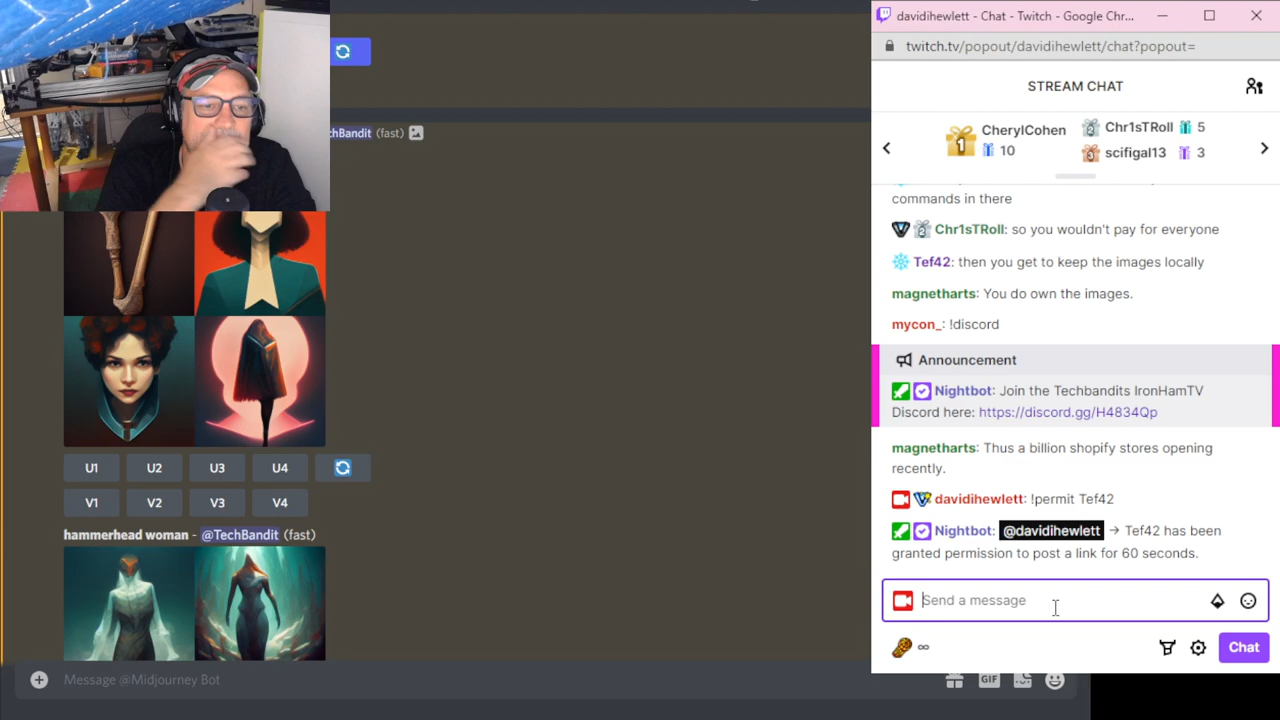 davidihewlett - Chat - Twitch - Google Chr...
twitch.tv/popout/davidihewlett/chat?popout=
STREAM CHAT
1 CherylCohen
10
2 Chr1sTRoll 5
3 scifigal13 3
commands in there
2 Chr1sTRoll: so you wouldn't pay for everyone
Tef42: then you get to keep the images locally
magnetharts: You do own the images.
mycon_: !discord
Announcement
Nightbot: Join the Techbandits IronHamTV
Discord here: https://discord.gg/H4834Qp
magnetharts: Thus a billion shopify stores opening
recently.
davidihewlett: !permit Tef42
Nightbot: @davidihewlett → Tef42 has been
granted permission to post a link for 60 seconds.
Send a message
∞
Chat
chBandit (fast)
U1 U2 U3 U4
V1 V2 V3 V4
hammerhead woman - @TechBandit (fast)
Message @Midjourney Bot
GIF